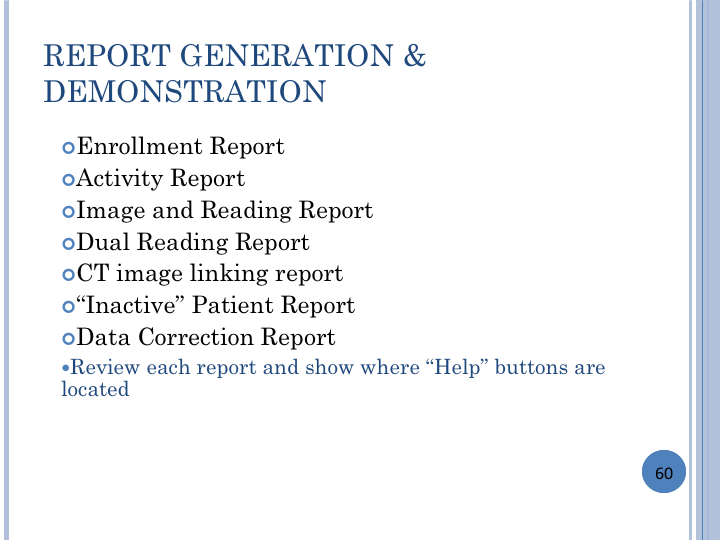 REPORT GENERATION &
DEMONSTRATION
Enrollment Report
Activity Report
Image and Reading Report
Dual Reading Report
CT image linking report
“Inactive” Patient Report
Data Correction Report
•Review each report and show where “Help” buttons are
located
60